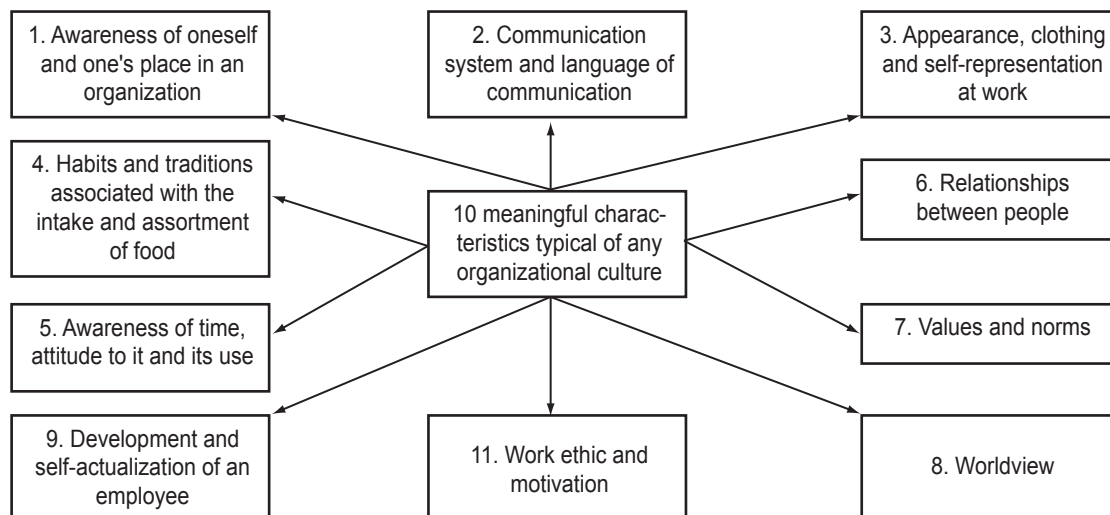 1. Awareness of oneself
and one's place in an
organization
2. Communication
system and language of
communication
3. Appearance, clothing
and self-representation
at work
4. Habits and traditions
associated with the
intake and assortment
of food
10 meaningful charac-
teristics typical of any
organizational culture
6. Relationships
between people
5. Awareness of time,
attitude to it and its use
7. Values and norms
9. Development and
self-actualization of an
employee
11. Work ethic and
motivation
8. Worldview